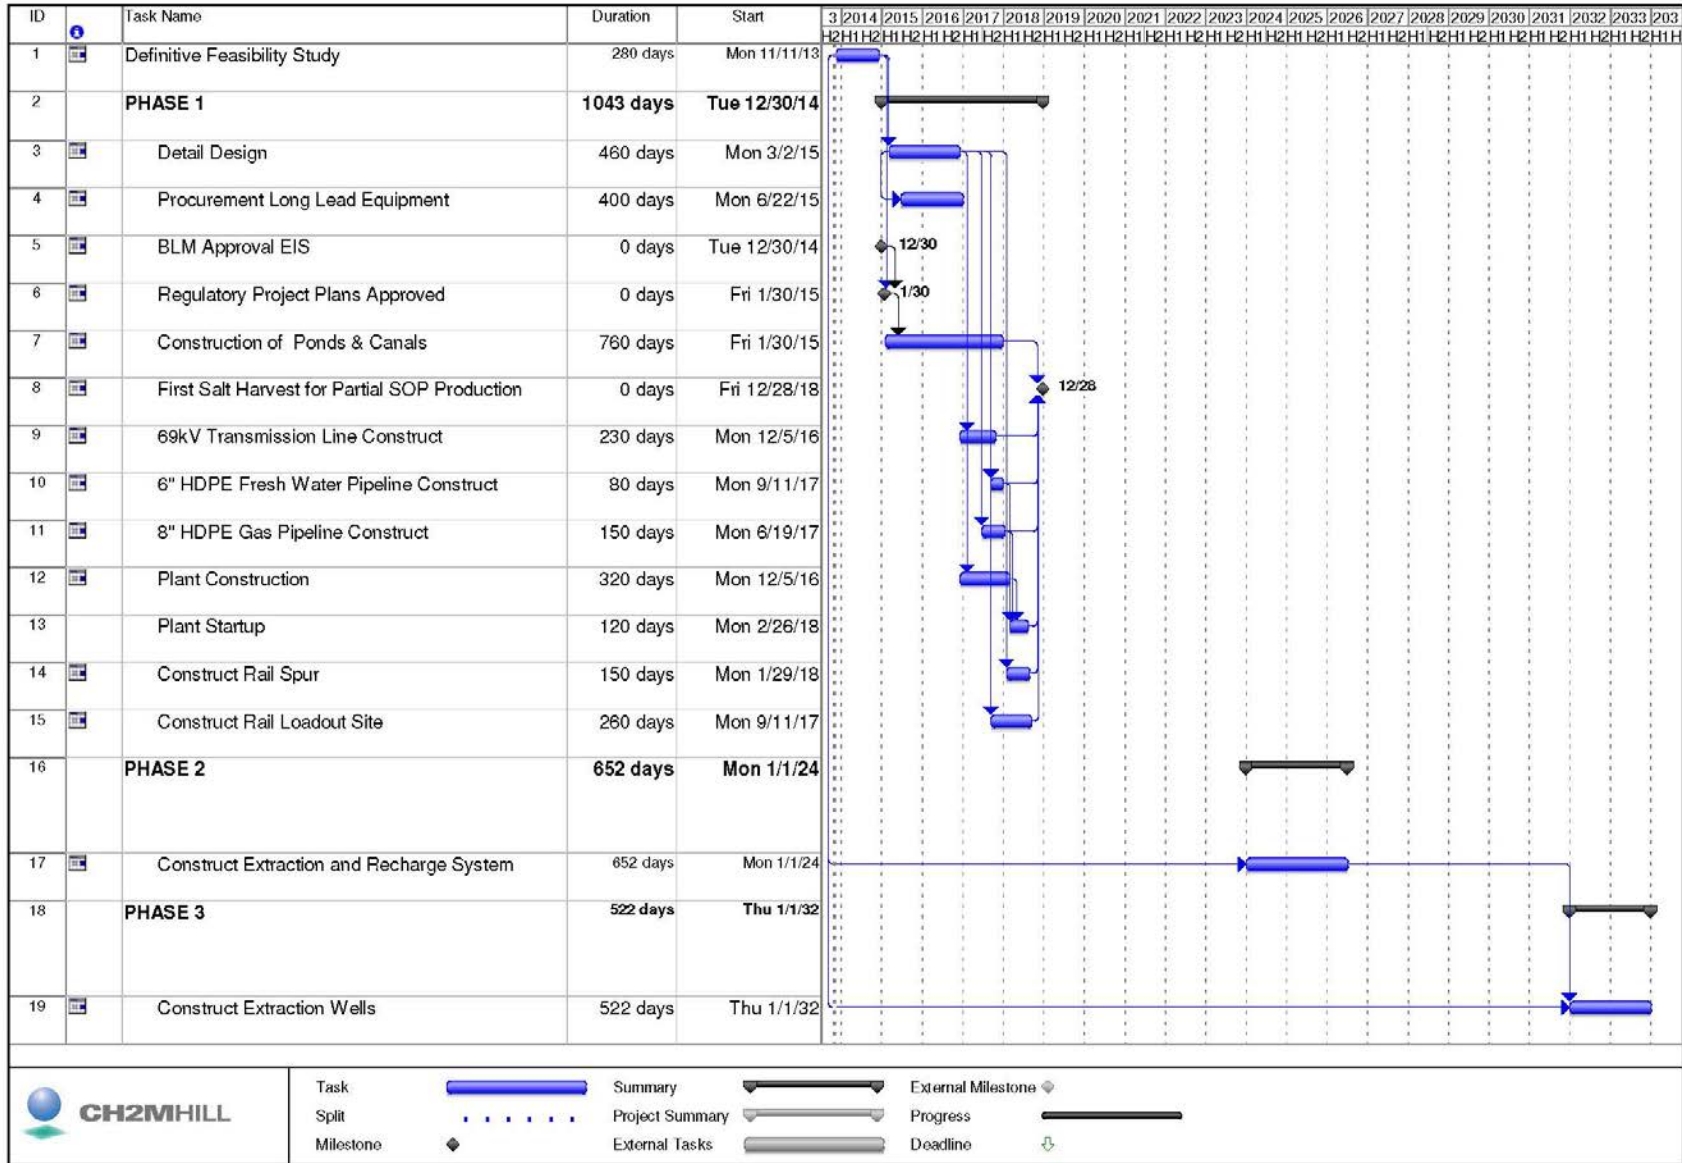 ID Task Name Duration Start 3 2014 2015 2016 2017 2018 2019 2020 2021 2022 2023 2024 2025 2026 2027 2028 2029 2030 2031 2032 2033 203
H2H1H2H1H2H1H2H1H2H1H2H1H2H1H2H1H2H1H2H1H2H1H2H1H2H1H2H1H2H1H2H1H2H1H2H1H2H1H2H1H2H1H
1 Definitive Feasibility Study 280 days Mon 11/11/13
2 PHASE 1 1043 days Tue 12/30/14
3 Detail Design 460 days Mon 3/2/15
4 Procurement Long Lead Equipment 400 days Mon 6/22/15
5 BLM Approval EIS 0 days Tue 12/30/14 12/30
6 Regulatory Project Plans Approved 0 days Fri 1/30/15 1/30
7 Construction of Ponds & Canals 760 days Fri 1/30/15
8 First Salt Harvest for Partial SOP Production 0 days Fri 12/28/18 12/28
9 69kV Transmission Line Construct 230 days Mon 12/5/16
10 6" HDPE Fresh Water Pipeline Construct 80 days Mon 9/11/17
11 8" HDPE Gas Pipeline Construct 150 days Mon 6/19/17
12 Plant Construction 320 days Mon 12/5/16
13 Plant Startup 120 days Mon 2/26/18
14 Construct Rail Spur 150 days Mon 1/29/18
15 Construct Rail Loadout Site 260 days Mon 9/11/17
16 PHASE 2 652 days Mon 1/1/24
17 Construct Extraction and Recharge System 652 days Mon 1/1/24
18 PHASE 3 522 days Thu 1/1/32
19 Construct Extraction Wells 522 days Thu 1/1/32
CH2MHILL
Task Summary External Milestone
Split Project Summary Progress
Milestone External Tasks Deadline